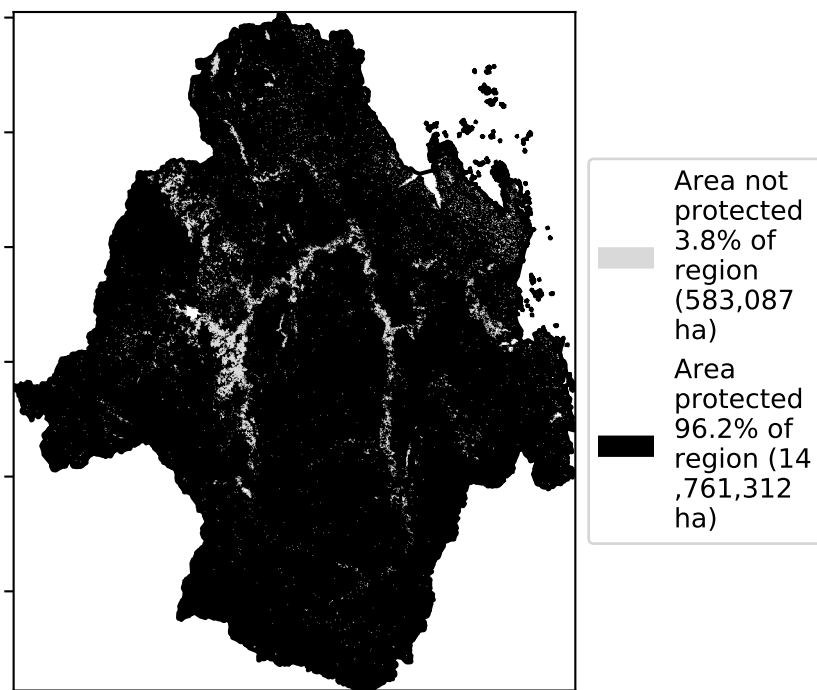 Area not
protected
3.8% of
region
(583,087
ha)
Area
protected
96.2% of
region (14
,761,312
ha)